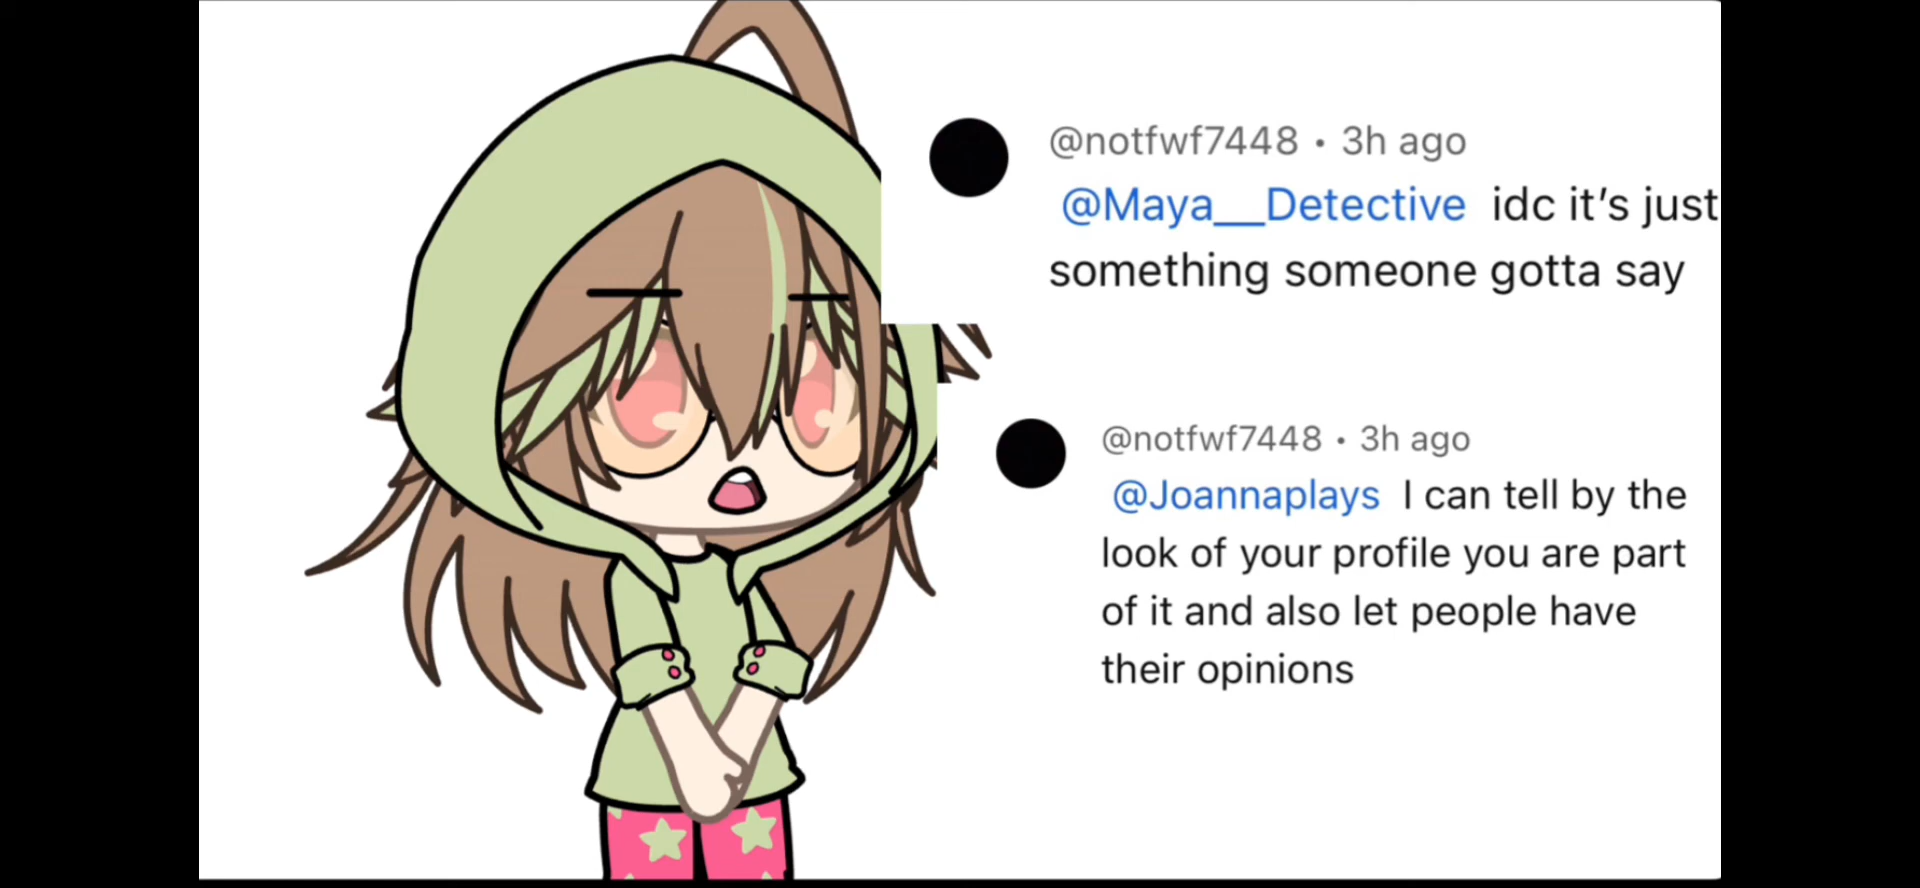 @notfwf7448 • 3h ago
@Maya__Detective idc it’s just
something someone gotta say
@notfwf7448 • 3h ago
@Joannaplays I can tell by the
look of your profile you are part
of it and also let people have
their opinions